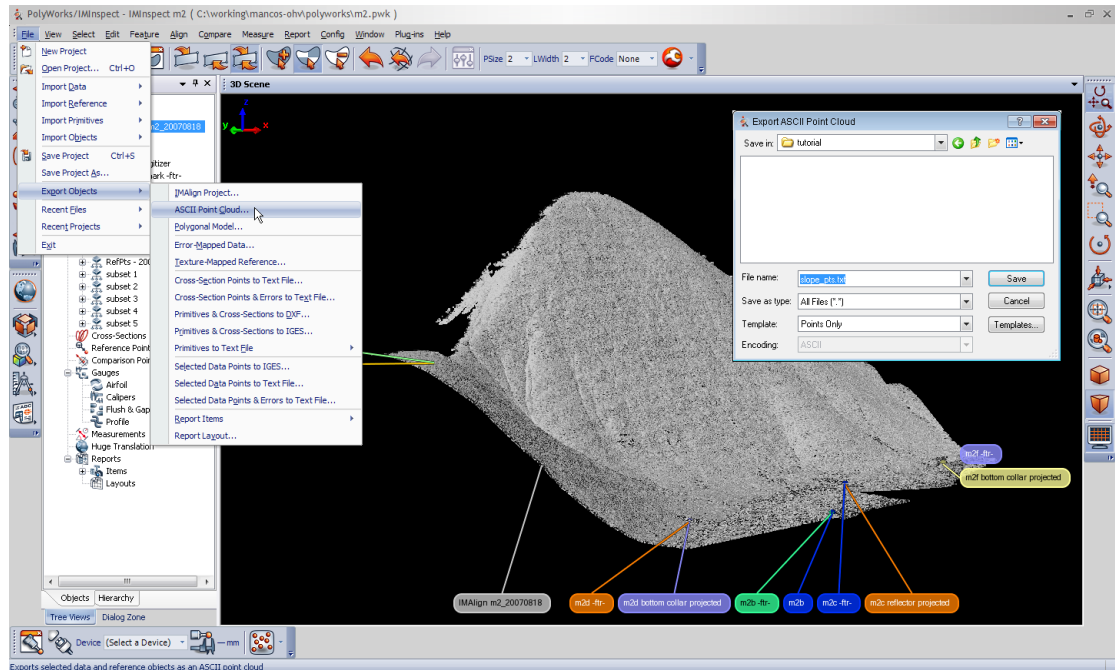 PolyWorks/IMInspect - IMInspect m2 ( C:\working\mancos-ohv\polyworks\m2.pwk )
File View Select Edit Feature Align Compare Measure Report Config Window Plug-ins Help
PSize 2 LWidth 2 FCode None
New Project
Open Project... Ctrl+O
Import Data
Import Reference
Import Primitives
Import Objects
Save Project Ctrl+S
Save Project As...
Export Objects
Recent Files
Recent Projects
Exit
m2_20070818
gitizer
ark -ftr-
IMAlign Project...
ASCII Point Cloud...
Polygonal Model...
Error-Mapped Data...
Texture-Mapped Reference...
Cross-Section Points to Text File...
Cross-Section Points & Errors to Text File...
Primitives & Cross-Sections to DXF...
Primitives & Cross-Sections to IGES...
Primitives to Text File
Selected Data Points to IGES...
Selected Data Points to Text File...
Selected Data Points & Errors to Text File...
Report Items
Report Layout...
RefPts - 200
subset 1
subset 2
subset 3
subset 4
subset 5
Cross-Sections
Reference Point
Comparison Poin
Gauges
Airfoil
Calipers
Flush & Gap
Profile
Measurements
Huge Translation
Reports
Items
Layouts
Objects Hierarchy
Tree Views Dialog Zone
3D Scene
z
y x
Export ASCII Point Cloud
Save in: tutorial
File name: slope_pts.txt
Save
Save as type: All Files (*.*)
Cancel
Template: Points Only
Templates...
Encoding: ASCII
to2f -ftr-
m2f bottom collar projected
IMAlign m2_20070818
m2d -ftr-
m2d bottom collar projected
m2b -ftr-
m2b
m2c -ftr-
m2c reflector projected
Device (Select a Device) mm
Exports selected data and reference objects as an ASCII point cloud